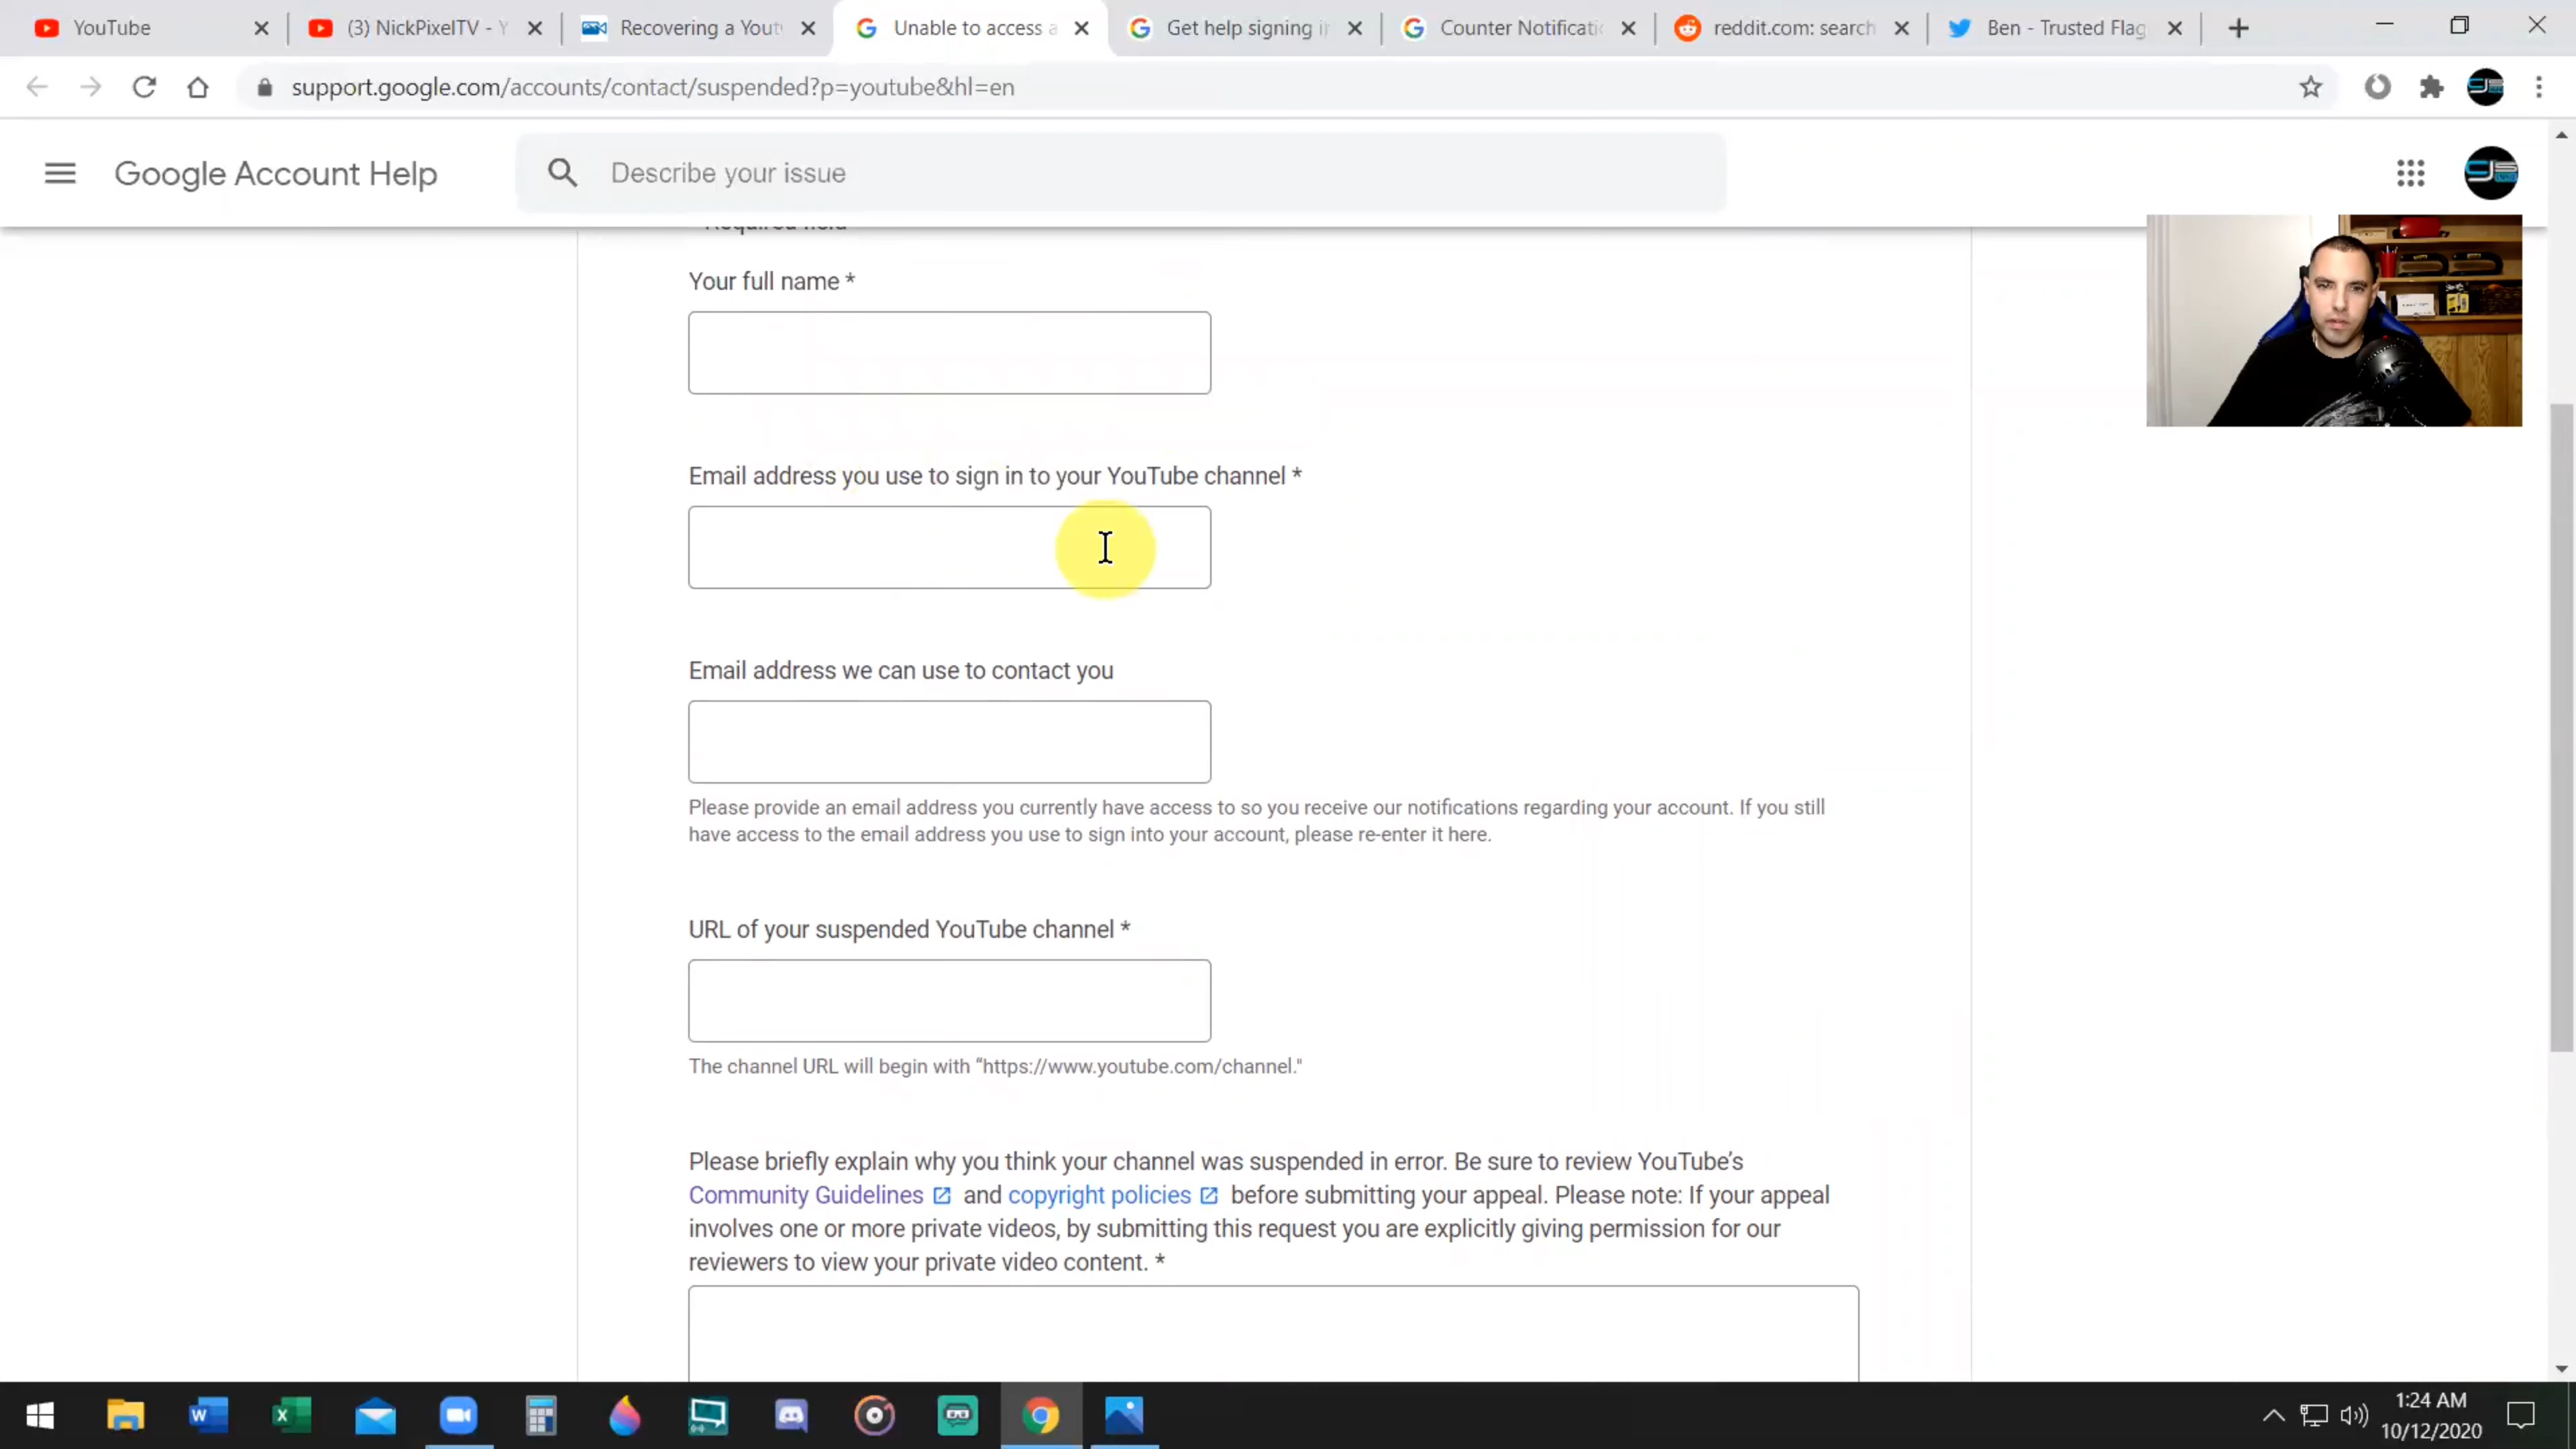 YouTube
(3) NickPixelTV - Y
Recovering a Yout
Unable to access a
Get help signing in
Counter Notificatio
reddit.com: search
Ben - Trusted Flag
support.google.com/accounts/contact/suspended?p=youtube&hl=en
Google Account Help
Describe your issue
Required field
Your full name *
Email address you use to sign in to your YouTube channel *
Email address we can use to contact you
Please provide an email address you currently have access to so you receive our notifications regarding your account. If you still
have access to the email address you use to sign into your account, please re-enter it here.
URL of your suspended YouTube channel *
The channel URL will begin with “https://www.youtube.com/channel."
Please briefly explain why you think your channel was suspended in error. Be sure to review YouTube’s
Community Guidelines and copyright policies before submitting your appeal. Please note: If your appeal
involves one or more private videos, by submitting this request you are explicitly giving permission for our
reviewers to view your private video content. *
1:24 AM
10/12/2020